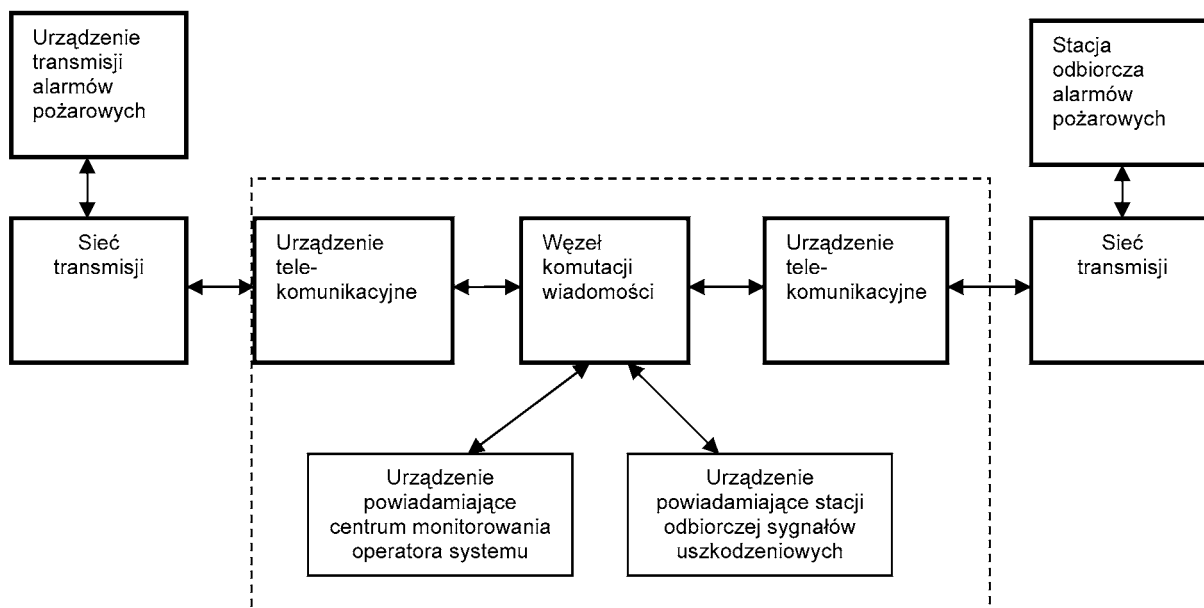 Urządzenie
transmisji
alarmów
pożarowych
Stacja
odbiorcza
alarmów
pożarowych
Sieć
transmisji
Urządzenie
tele-
komunikacyjne
Węzeł
komutacji
wiadomości
Urządzenie
tele-
komunikacyjne
Sieć
transmisji
Urządzenie
powiadamiające
centrum monitorowania
operatora systemu
Urządzenie
powiadamiające stacji
odbiorczej sygnałów
uszkodzeniowych